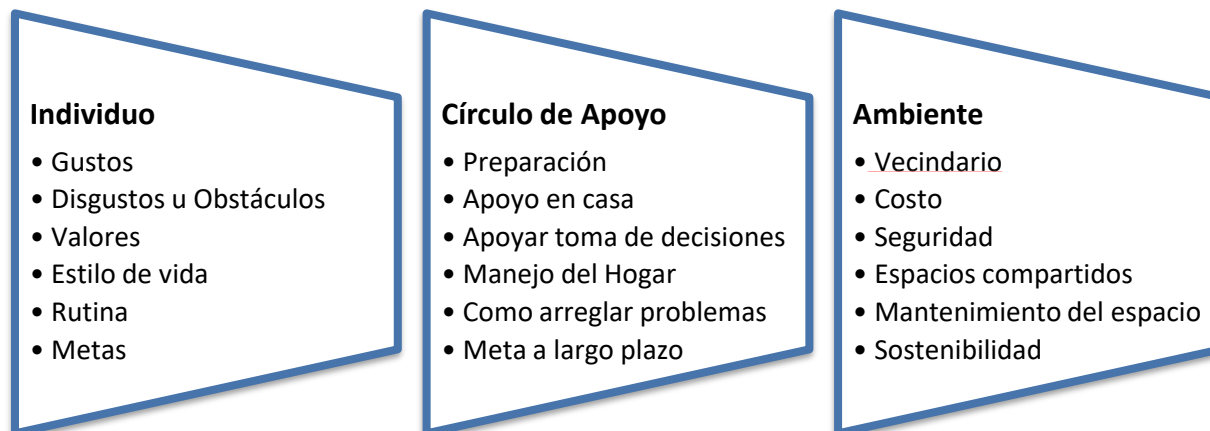 Individuo
• Gustos
• Disgustos u Obstáculos
• Valores
• Estilo de vida
• Rutina
• Metas
Círculo de Apoyo
• Preparación
• Apoyo en casa
• Apoyar toma de decisiones
• Manejo del Hogar
• Como arreglar problemas
• Meta a largo plazo
Ambiente
• Vecindario
• Costo
• Seguridad
• Espacios compartidos
• Mantenimiento del espacio
• Sostenibilidad